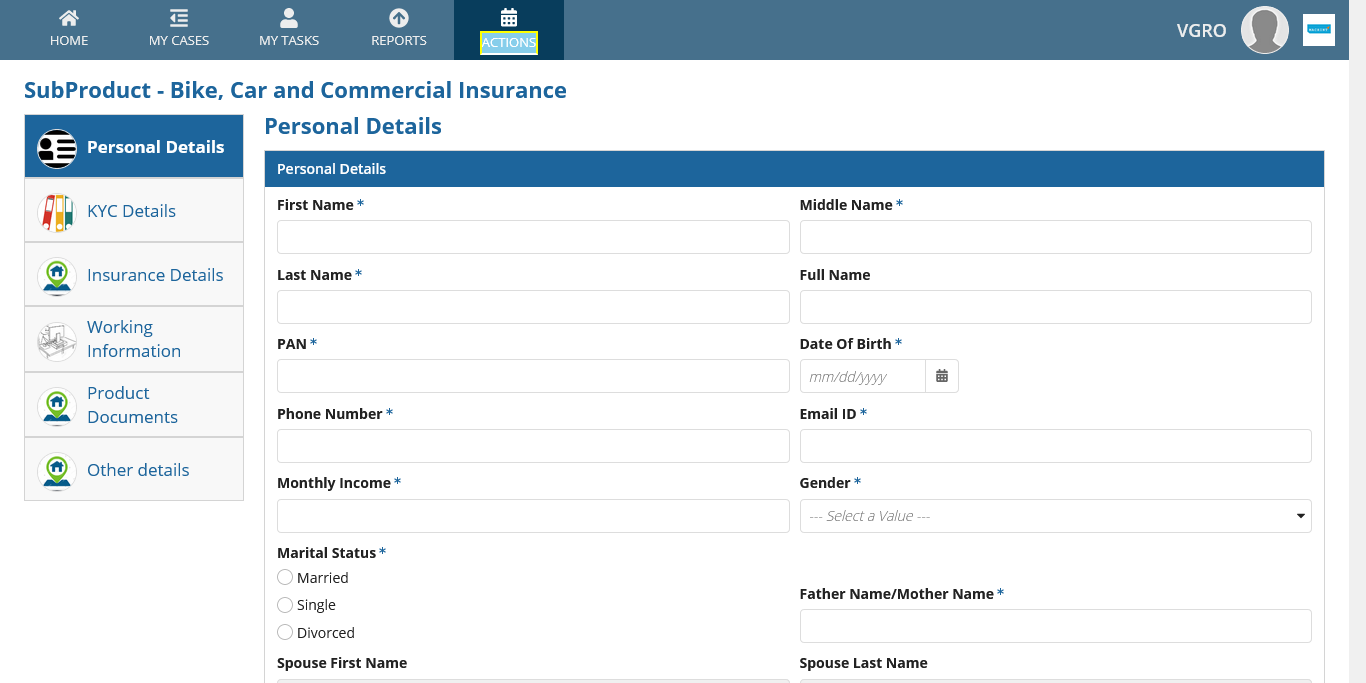 HOME
MY CASES
MY TASKS
REPORTS
ACTIONS
VGRO
SubProduct - Bike, Car and Commercial Insurance
Personal Details
KYC Details
Insurance Details
Working
Information
Product
Documents
Other details
Personal Details
Personal Details
First Name *
Middle Name *
Last Name *
Full Name
PAN *
Date Of Birth *
mm/dd/yyyy
Phone Number *
Email ID *
Monthly Income *
Gender *
--- Select a Value ---
Marital Status *
Married
Single
Divorced
Father Name/Mother Name *
Spouse First Name
Spouse Last Name